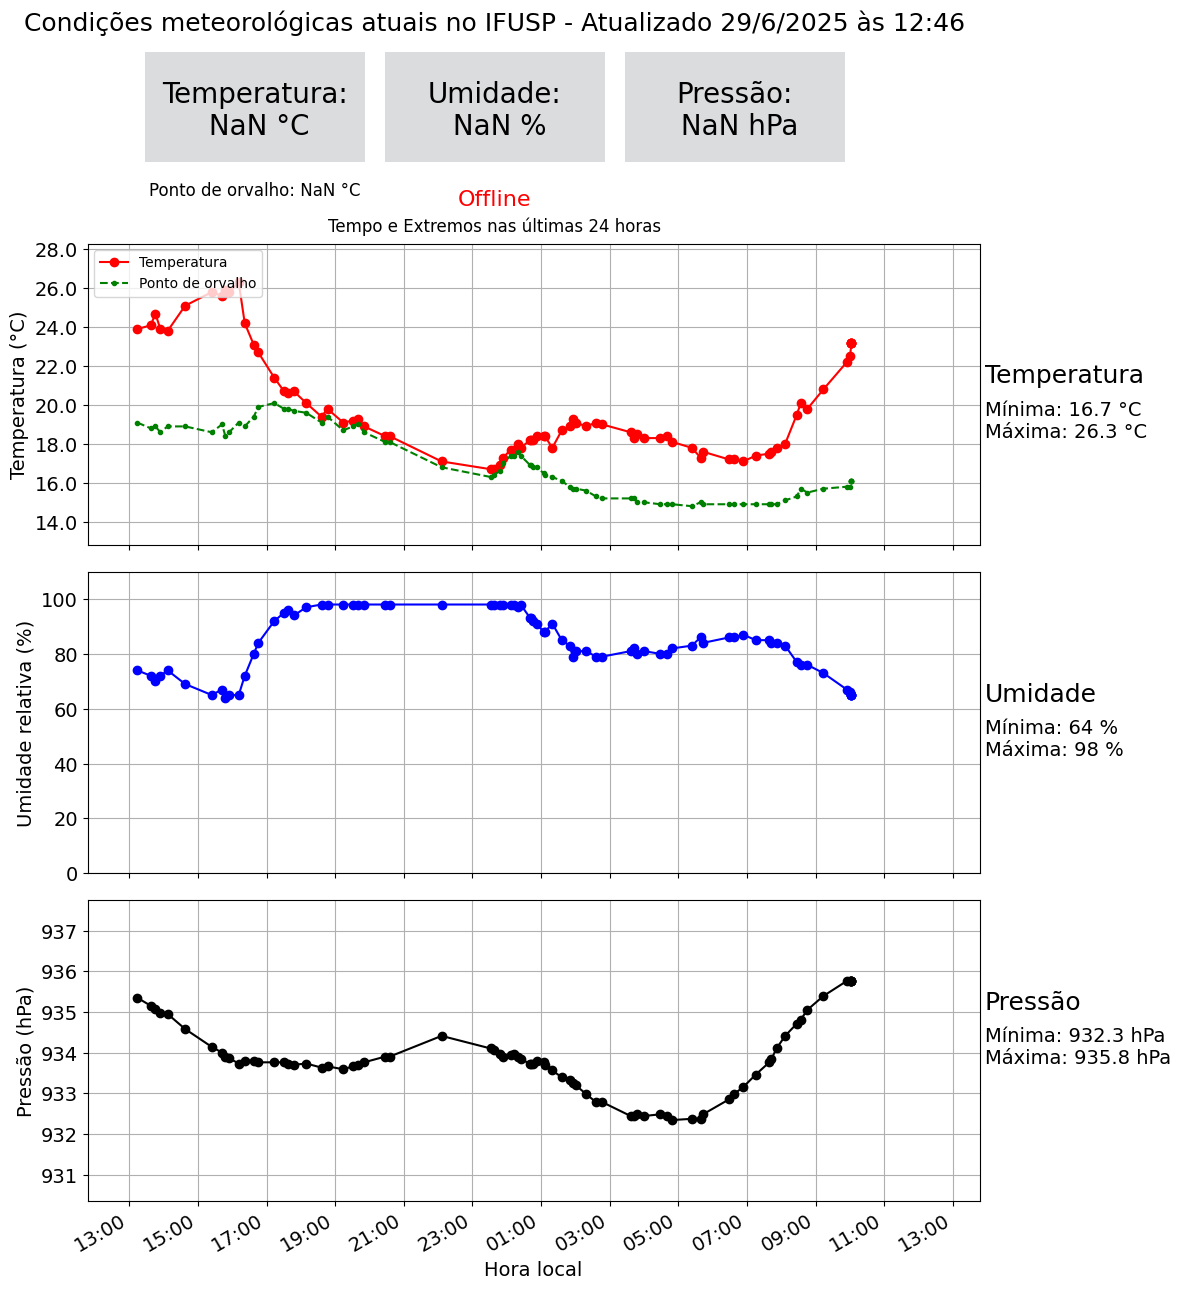 Condições meteorológicas atuais no IFUSP - Atualizado 29/6/2025 às 12:46
Temperatura:
NaN °C
Umidade:
NaN %
Pressão:
NaN hPa
Ponto de orvalho: NaN °C
Offline
Tempo e Extremos nas últimas 24 horas
Temperatura (°C)
28.0
26.0
24.0
22.0
20.0
18.0
16.0
14.0
Temperatura
Ponto de orvalho
Temperatura
Mínima: 16.7 °C
Máxima: 26.3 °C
Umidade relativa (%)
100
80
60
40
20
0
Umidade
Mínima: 64 %
Máxima: 98 %
Pressão (hPa)
937
936
935
934
933
932
931
Pressão
Mínima: 932.3 hPa
Máxima: 935.8 hPa
13:00
15:00
17:00
19:00
21:00
23:00
01:00
03:00
05:00
07:00
09:00
11:00
13:00
Hora local